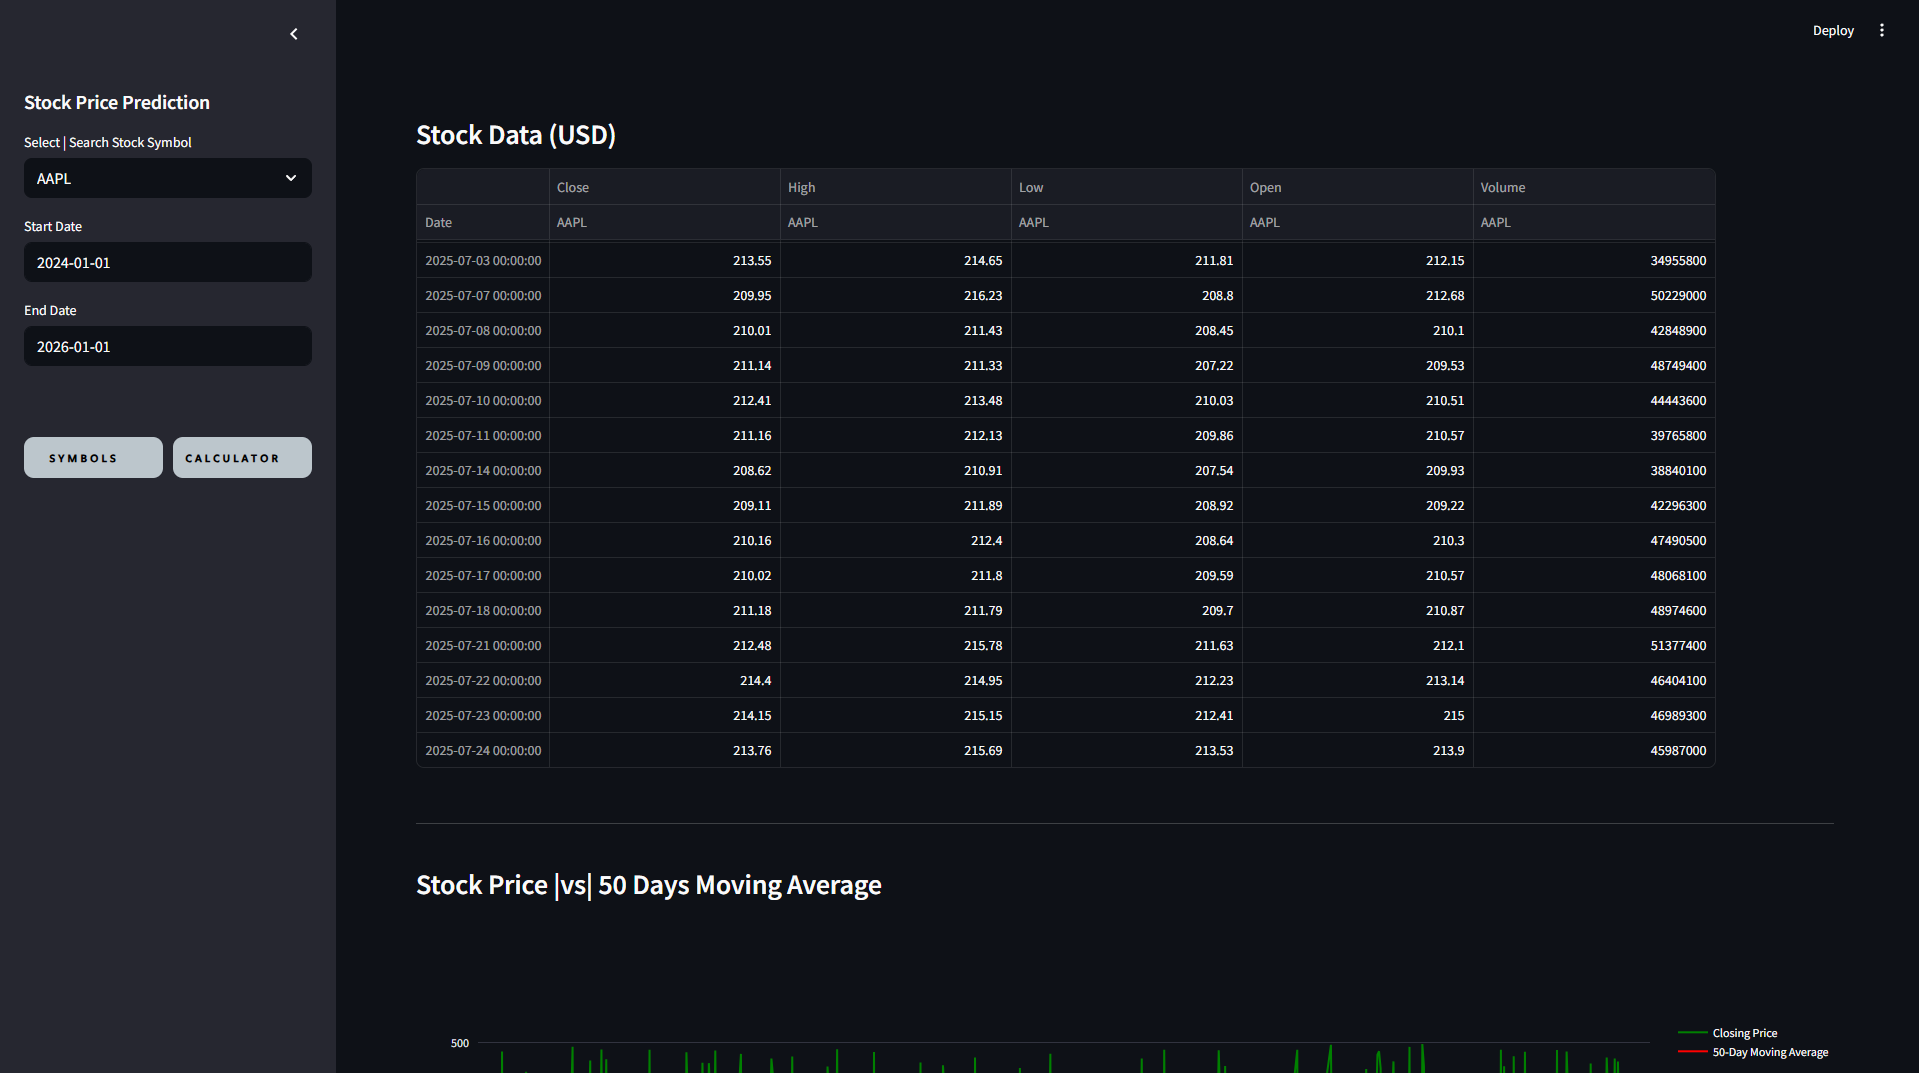 Deploy
Stock Price Prediction
Select | Search Stock Symbol
AAPL
Start Date
2024-01-01
End Date
2026-01-01
SYMBOLS CALCULATOR
Stock Data (USD)
Close High Low Open Volume
Date AAPL AAPL AAPL AAPL AAPL
2025-07-03 00:00:00 213.55 214.65 211.81 212.15 34955800
2025-07-07 00:00:00 209.95 216.23 208.8 212.68 50229000
2025-07-08 00:00:00 210.01 211.43 208.45 210.1 42848900
2025-07-09 00:00:00 211.14 211.33 207.22 209.53 48749400
2025-07-10 00:00:00 212.41 213.48 210.03 210.51 44443600
2025-07-11 00:00:00 211.16 212.13 209.86 210.57 39765800
2025-07-14 00:00:00 208.62 210.91 207.54 209.93 38840100
2025-07-15 00:00:00 209.11 211.89 208.92 209.22 42296300
2025-07-16 00:00:00 210.16 212.4 208.64 210.3 47490500
2025-07-17 00:00:00 210.02 211.8 209.59 210.57 48068100
2025-07-18 00:00:00 211.18 211.79 209.7 210.87 48974600
2025-07-21 00:00:00 212.48 215.78 211.63 212.1 51377400
2025-07-22 00:00:00 214.4 214.95 212.23 213.14 46404100
2025-07-23 00:00:00 214.15 215.15 212.41 215 46989300
2025-07-24 00:00:00 213.76 215.69 213.53 213.9 45987000
Stock Price |vs| 50 Days Moving Average
500
Closing Price
50-Day Moving Average